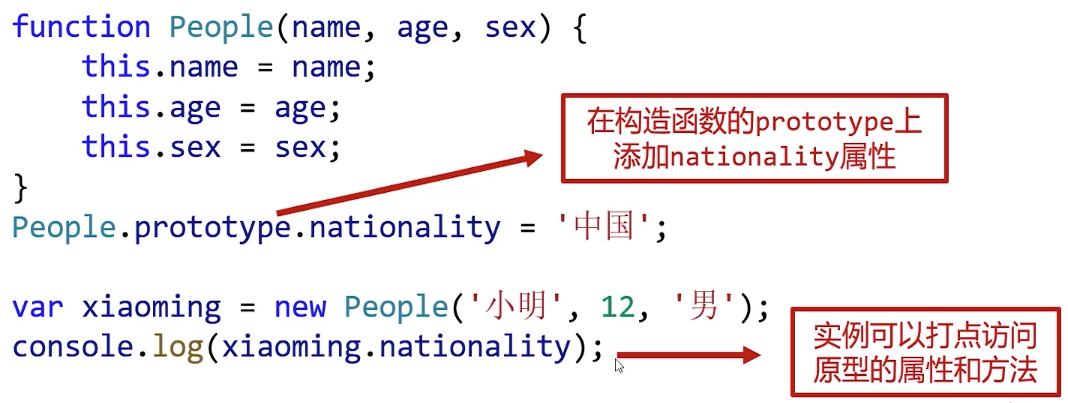 function People(name, age, sex) {
    this.name = name;
    this.age = age;
    this.sex = sex;
}
在构造函数的prototype上
添加nationality属性
People.prototype.nationality = '中国';
var xiaoming = new People('小明', 12, '男');
console.log(xiaoming.nationality);
实例可以打点访问
原型的属性和方法